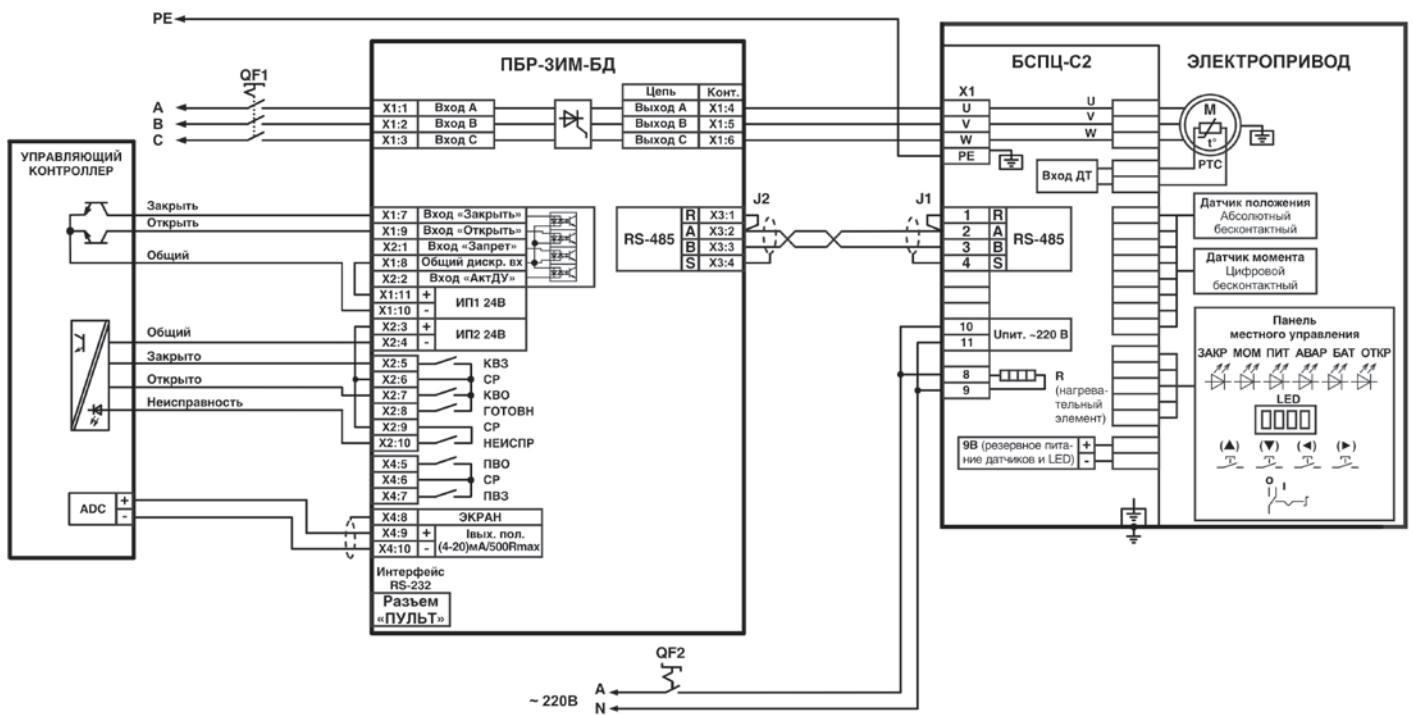 PE
QF1
A
B
C
УПРАВЛЯЮЩИЙ
КОНТРОЛЛЕР
Закрыть
Открыть
Общий
Общий
Закрыто
Открыто
Неисправность
ADC
+
-
ПБР-3ИМ-БД
Цепь Конт.
X1:1 Вход A Выход A X1:4
X1:2 Вход B Выход B X1:5
X1:3 Вход C Выход C X1:6
X1:7 Вход «Закрыть»
X1:9 Вход «Открыть»
X2:1 Вход «Запрет»
X1:8 Общий дискр. вх
X2:2 Вход «АктДУ»
X1:11 +
X1:10 -
ИП1 24В
X2:3 +
X2:4 -
ИП2 24В
X2:5 КВЗ
X2:6 СР
X2:7 КВО
X2:8 ГОТОВН
X2:9 СР
X2:10 НЕИСПР
X4:5 ПВО
X4:6 СР
X4:7 ПВЗ
X4:8 ЭКРАН
X4:9 + Iвых. пол.
X4:10 - (4-20)мА/500Rmax
Интерфейс
RS-232
Разъем
«ПУЛЬТ»
RS-485
R X3:1
A X3:2
B X3:3
S X3:4
J2
J1
ЭЛЕКТРОПРИВОД
БСПЦ-С2
X1
U
V
W
PE
U
V
W
M
t°
PTC
Вход ДТ
1 R
2 A
3 B
4 S
RS-485
10
11
Uпит. ~220 В
8
9
R
(нагрева-
тельный
элемент)
9В (резервное пита-
ние датчиков и LED)
+
-
Датчик положения
Абсолютный
бесконтактный
Датчик момента
Цифровой
бесконтактный
Панель
местного управления
ЗАКР МОМ ПИТ АВАР БАТ ОТКР
LED
(▲) (▼) (◄) (►)
O I
QF2
~ 220В
A
N